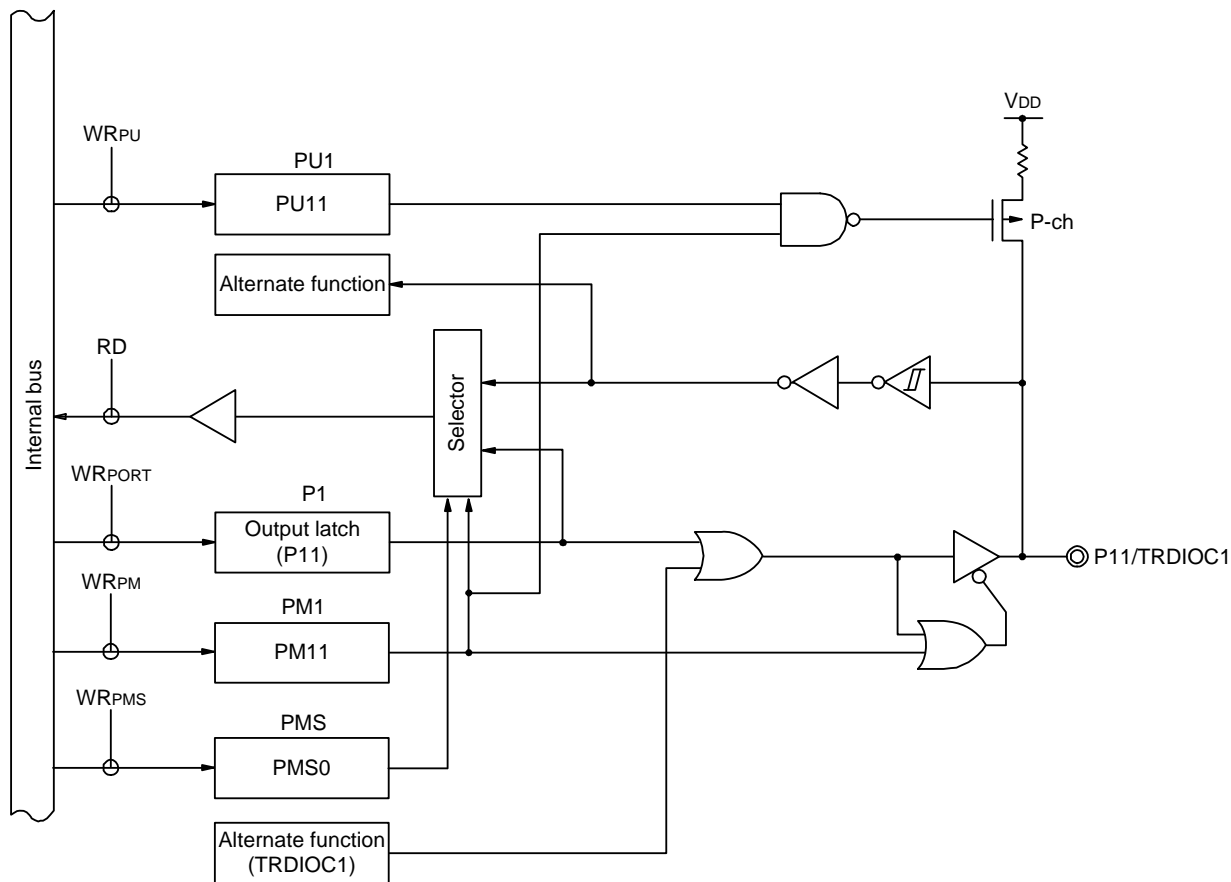 VDD
WRPU
PU1
PU11
P-ch
Alternate function
RD
Selector
Internal bus
WRPORT
P1
Output latch
(P11)
P11/TRDIOC1
WRPM
PM1
PM11
WRPMS
PMS
PMS0
Alternate function
(TRDIOC1)